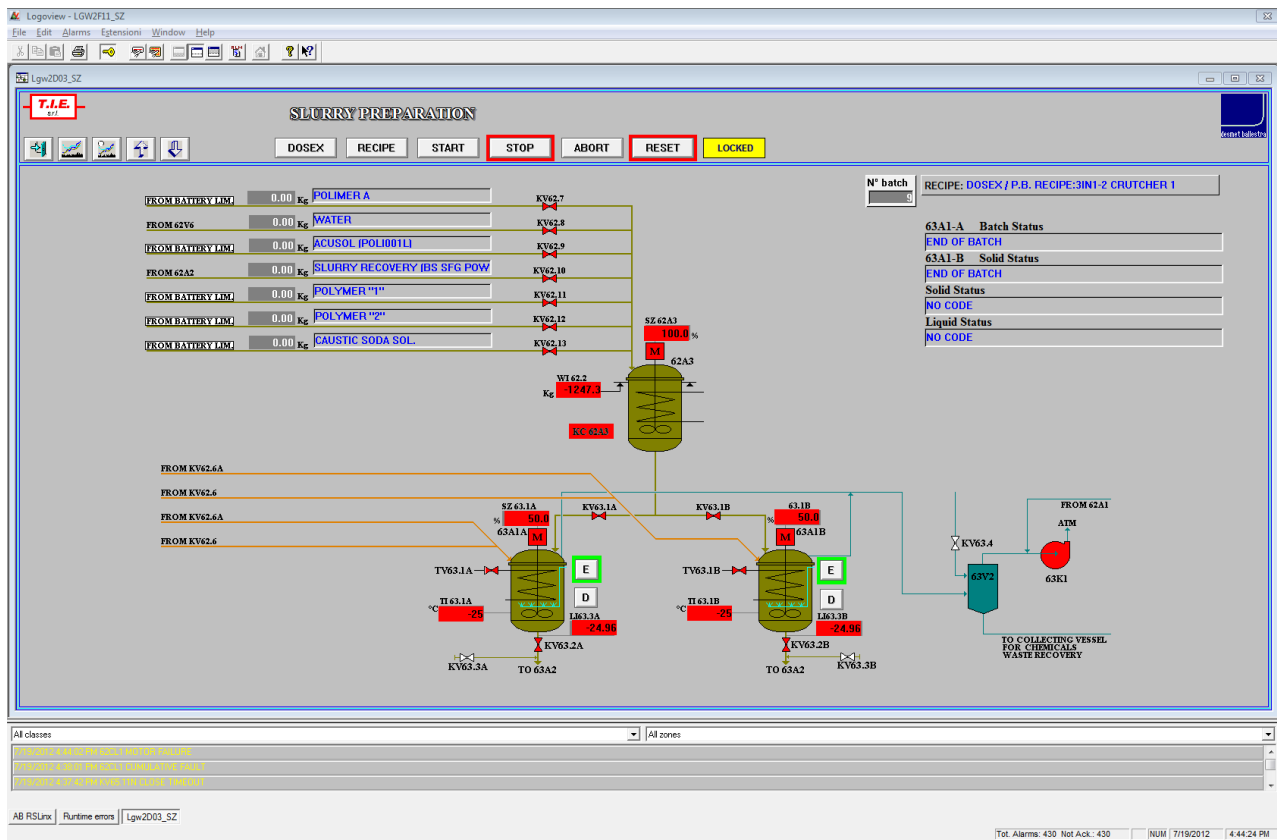 Logoview - LGW2F11_SZ
File Edit Alarms Estensioni Window Help
Lgw2D03_SZ
T.I.E.
s.r.l.
SLURRY PREPARATION
desmet ballestra
DOSEX RECIPE START STOP ABORT RESET LOCKED
N° batch
9
RECIPE: DOSEX / P.B. RECIPE:3IN1-2 CRUTCHER 1
FROM BATTERY LIM. 0.00 Kg POLIMER A KV62.7
FROM 62V6 0.00 Kg WATER KV62.8
FROM BATTERY LIM. 0.00 Kg ACUSOL (POLI001L) KV62.9
FROM 62A2 0.00 Kg SLURRY RECOVERY (BS SFG POW KV62.10
FROM BATTERY LIM. 0.00 Kg POLYMER "1" KV62.11
FROM BATTERY LIM. 0.00 Kg POLYMER "2" KV62.12
FROM BATTERY LIM. 0.00 Kg CAUSTIC SODA SOL. KV62.13
63A1-A Batch Status
END OF BATCH
63A1-B Solid Status
END OF BATCH
Solid Status
NO CODE
Liquid Status
NO CODE
SZ 62A3
100.0 %
M
62A3
WI 62.2
Kg -1247.3
KC 62A3
FROM KV62.6A
FROM KV62.6
FROM KV62.6A
FROM KV62.6
SZ 63.1A
% 50.0
63A1A M
KV63.1A
KV63.1B
63.1B
% 50.0
M 63A1B
TV63.1A
E
D
TI 63.1A
°C -25
LI63.3A
-24.96
KV63.2A
KV63.3A
TO 63A2
TV63.1B
E
D
TI 63.1B
°C -25
LI63.3B
-24.96
KV63.2B
KV63.3B
TO 63A2
FROM 62A1
ATM
KV63.4
63V2
63K1
TO COLLECTING VESSEL
FOR CHEMICALS
WASTE RECOVERY
All classes
All zones
7/19/2012 4:44:02 PM 62CL1 MOTOR FAILURE
7/19/2012 4:38:01 PM 62CL1 CUMULATIVE FAULT
7/19/2012 4:37:42 PM KV65.11N CLOSE TIMEOUT
AB RSLinx Runtime errors Lgw2D03_SZ
Tot. Alarms: 430 Not Ack.: 430 NUM 7/19/2012 4:44:24 PM